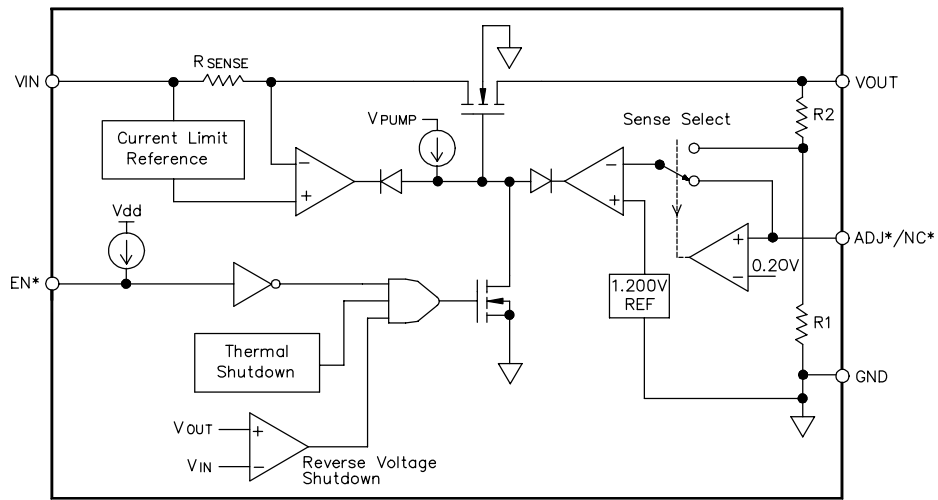 RSENSE
VIN
VOUT
R2
VPUMP
Sense Select
Current Limit
Reference
−
+
−
+
Vdd
ADJ*/NC*
+
−
0.20V
EN*
1.200V
REF
R1
Thermal
Shutdown
GND
VOUT
+
VIN
−
Reverse Voltage
Shutdown